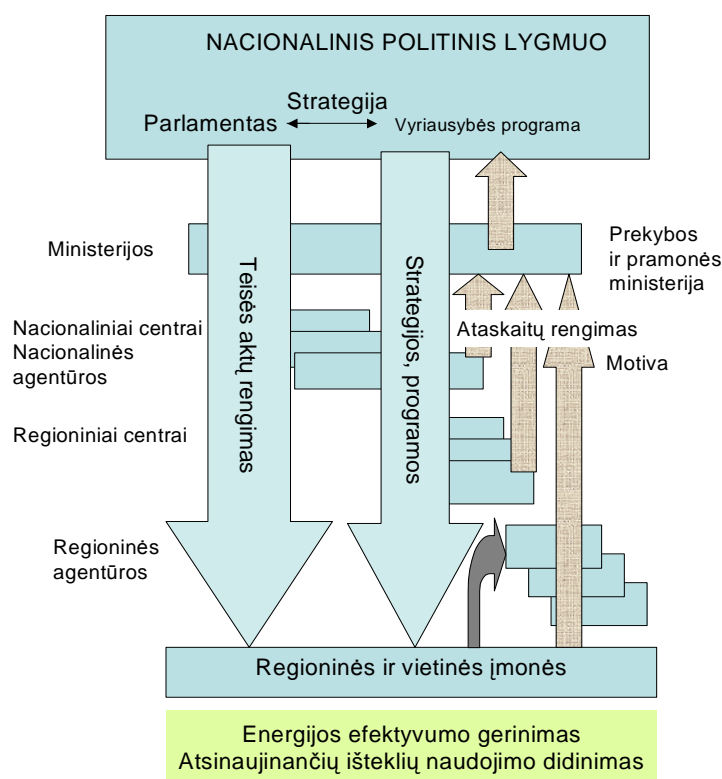 NACIONALINIS POLITINIS LYGMUO
Strategija
Parlamentas
Vyriausybės programa
Ministerijos
Prekybos
ir pramonės
ministerija
Teisės aktų rengimas
Strategijos, programos
Nacionaliniai centrai
Nacionalinės
agentūros
Ataskaitų rengimas
Motiva
Regioniniai centrai
Regioninės
agentūros
Regioninės ir vietinės įmonės
Energijos efektyvumo gerinimas
Atsinaujinančių išteklių naudojimo didinimas